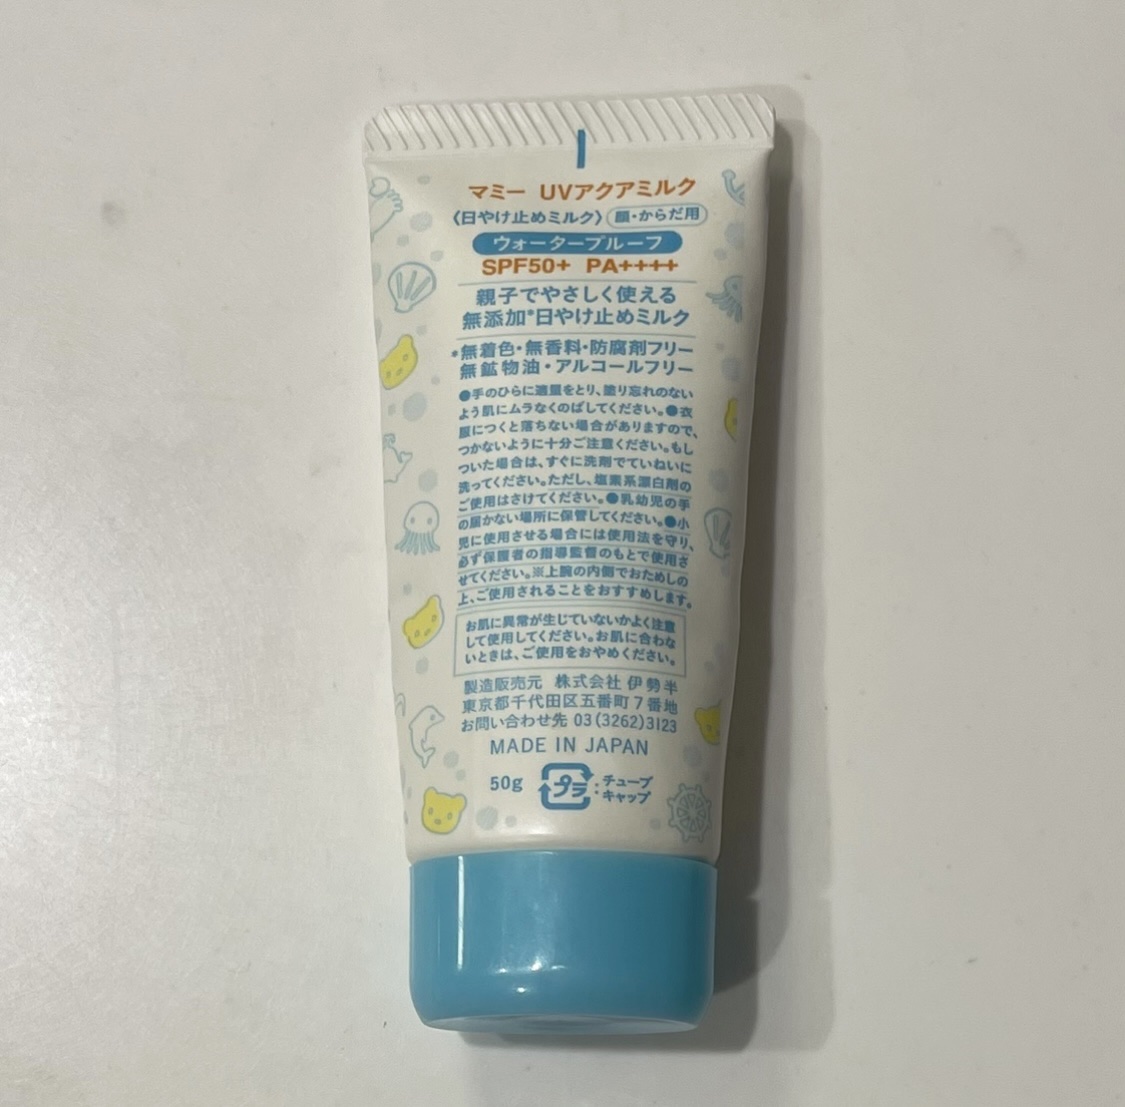 マミー UVアクアミルク
〈日やけ止めミルク〉 顔・からだ用
ウォータープルーフ
SPF50+ PA++++
親子でやさしく使える
無添加*日やけ止めミルク
*無着色・無香料・防腐剤フリー
無鉱物油・アルコールフリー
●手のひらに適量をとり、塗り忘れのない
よう肌にムラなくのばしてください。●衣
服につくと落ちない場合がありますので、
つかないように十分ご注意ください。もし
ついた場合は、すぐに洗剤でていねいに
洗ってください。ただし、塩素系漂白剤の
ご使用はさけてください。●乳幼児の手
の届かない場所に保管してください。●小
児に使用させる場合には使用法を守り、
必ず保護者の指導監督のもとで使用さ
せてください。※上腕の内側でおためしの
上、ご使用されることをおすすめします。
お肌に異常が生じていないかよく注意
して使用してください。お肌に合わな
いときは、ご使用をおやめください。
製造販売元 株式会社 伊勢半
東京都千代田区五番町7番地
お問い合わせ先 03(3262)3123
MADE IN JAPAN
50g プラ :チューブ
キャップ